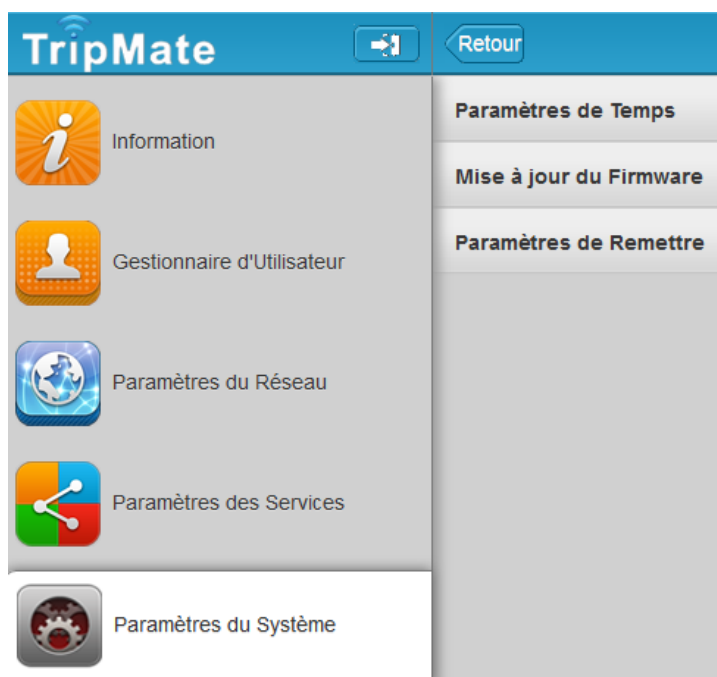 TripMate
Information
Gestionnaire d'Utilisateur
Paramètres du Réseau
Paramètres des Services
Paramètres du Système
Retour
Paramètres de Temps
Mise à jour du Firmware
Paramètres de Remettre